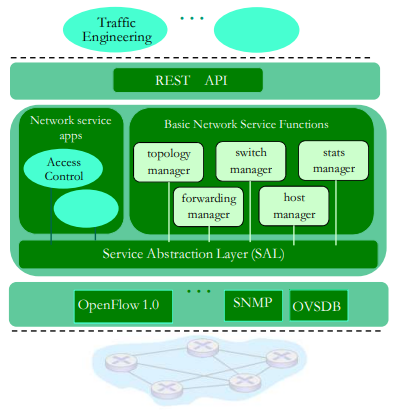 Traffic
Engineering
...
REST API
Network service
apps
Basic Network Service Functions
Access
Control
topology
manager
switch
manager
stats
manager
forwarding
manager
host
manager
Service Abstraction Layer (SAL)
...
OpenFlow 1.0
SNMP
OVSDB